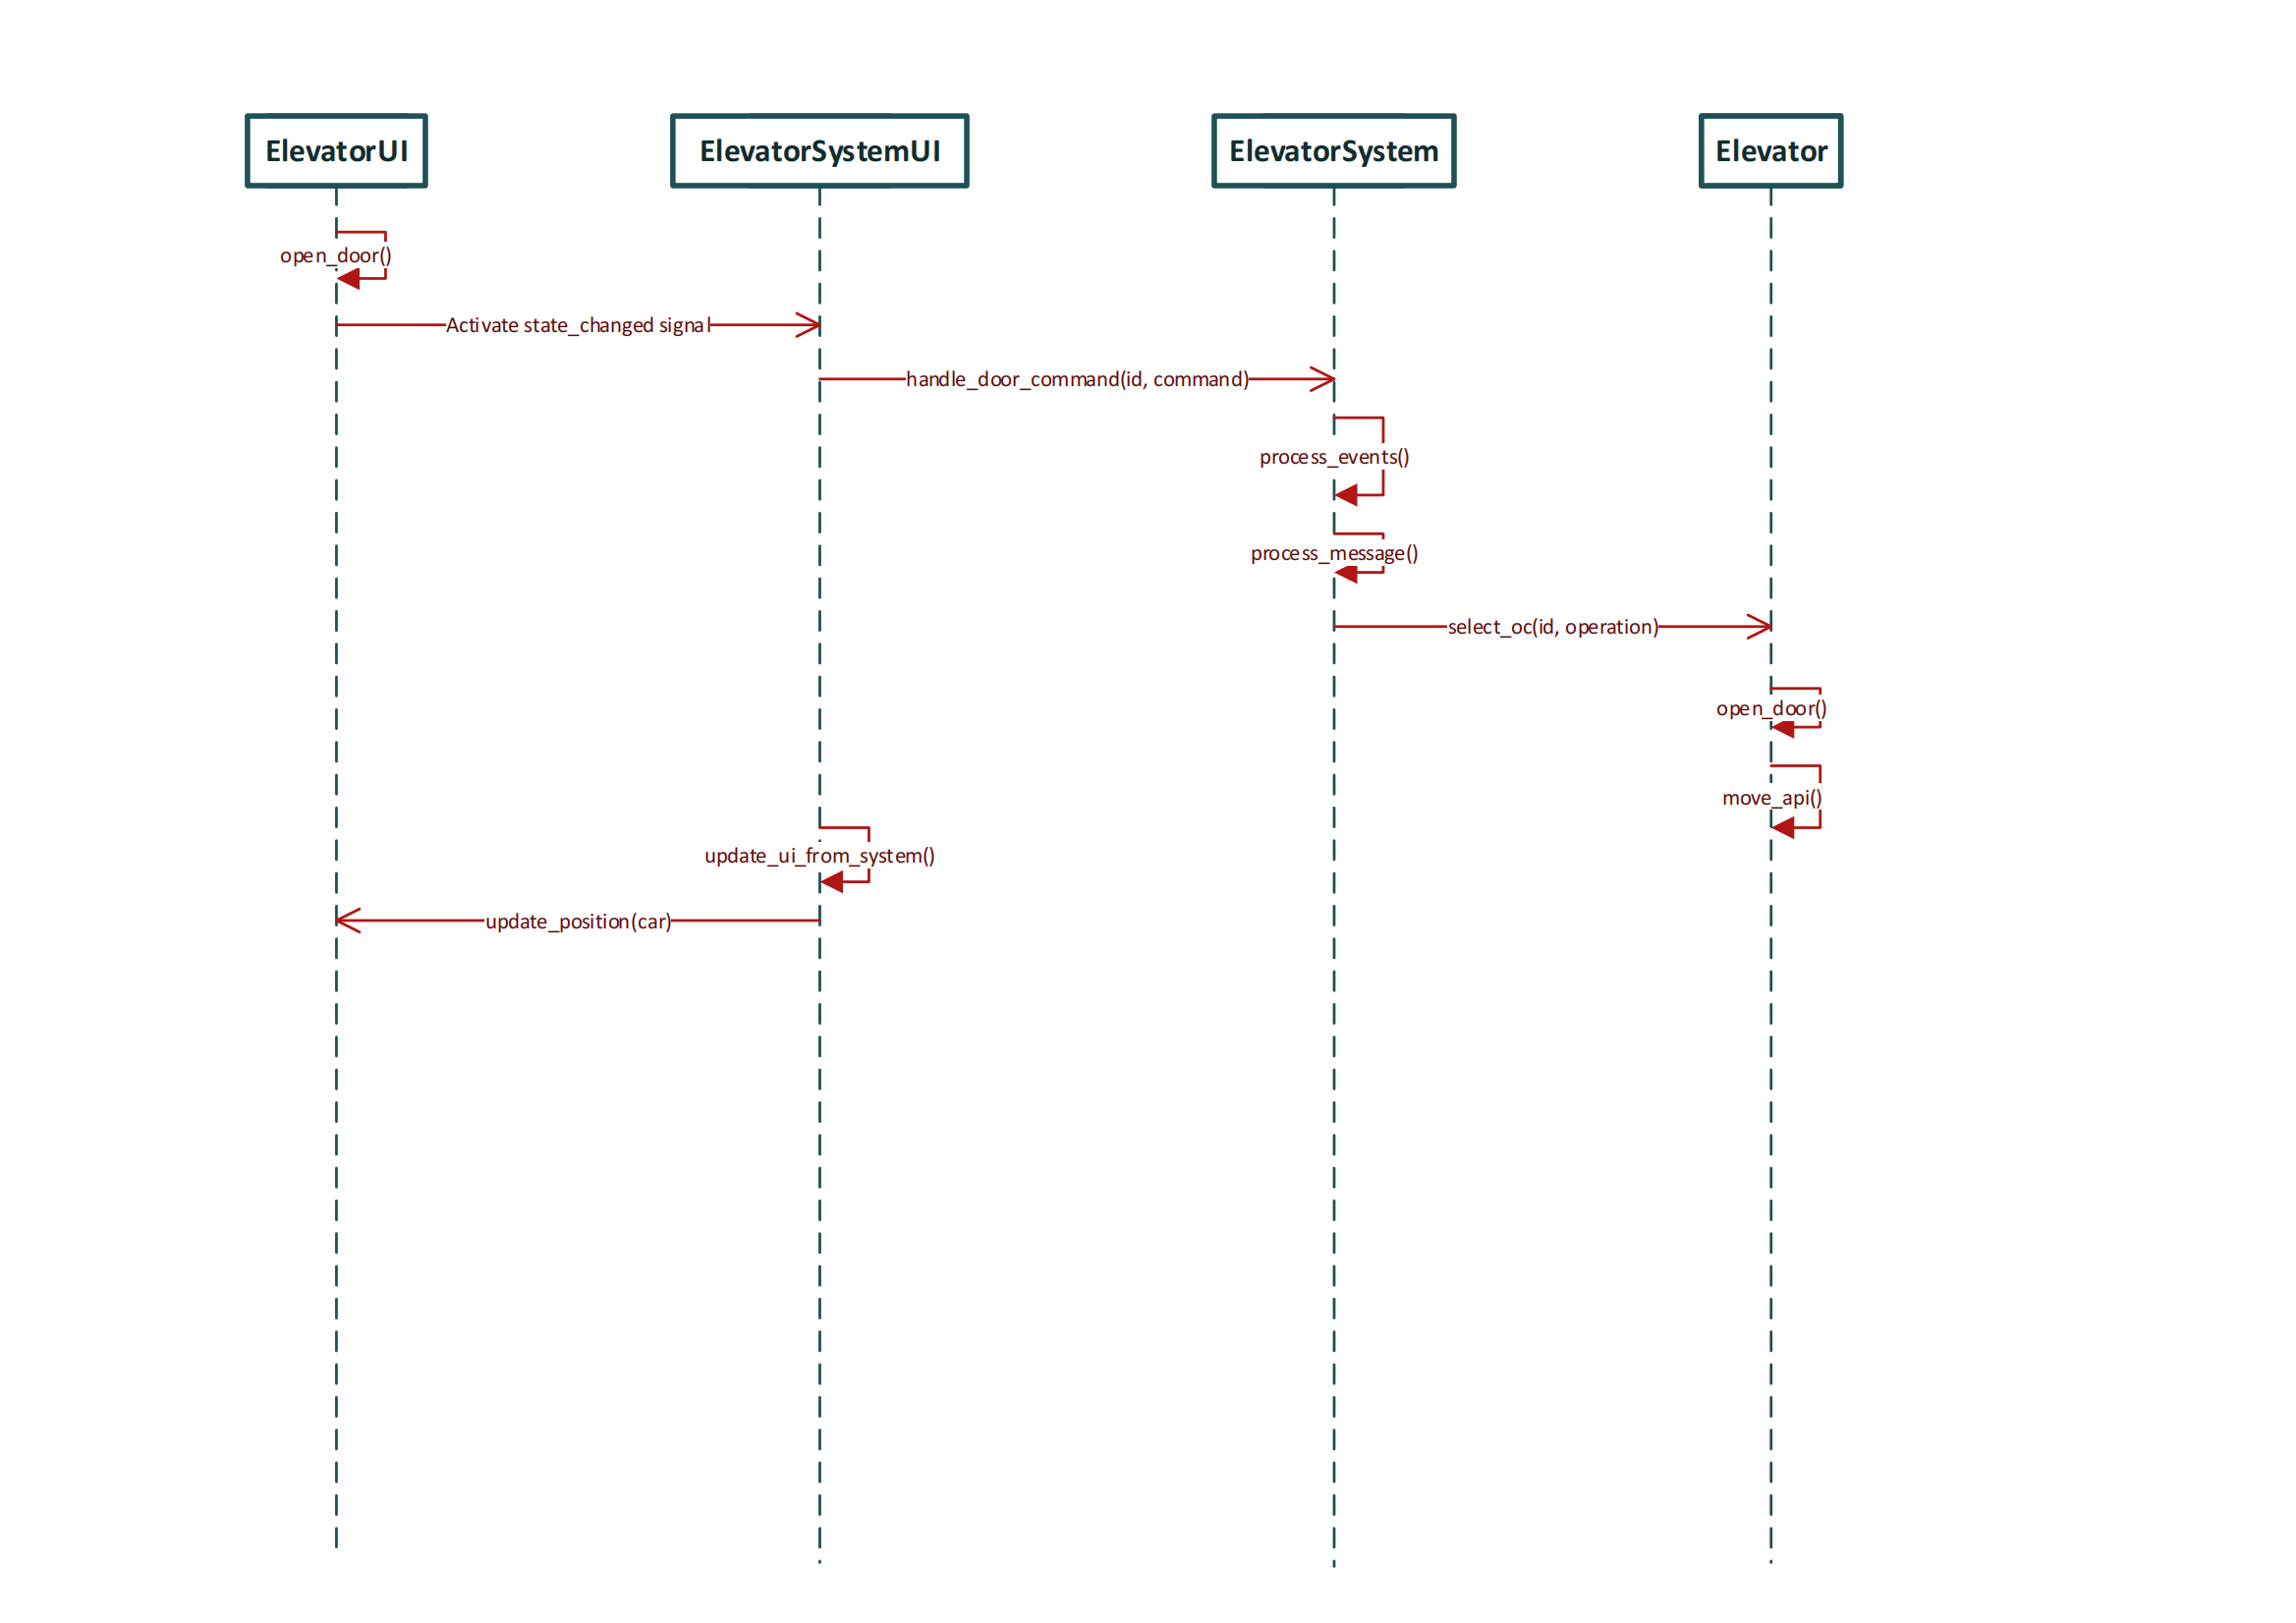 ElevatorUI
ElevatorSystemUI
ElevatorSystem
Elevator
open_door()
Activate state_changed signal
handle_door_command(id, command)
process_events()
process_message()
select_oc(id, operation)
open_door()
move_api()
update_ui_from_system()
update_position(car)